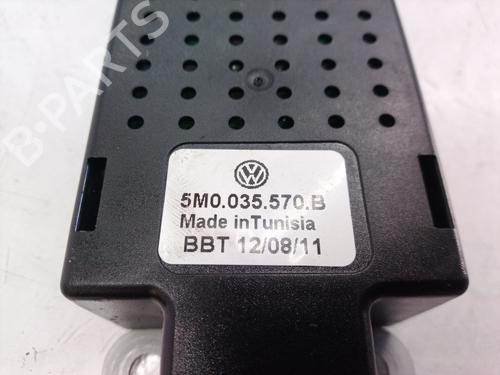 B-PARTS
5M0.035.570.B
Made inTunisia
BBT 12/08/11